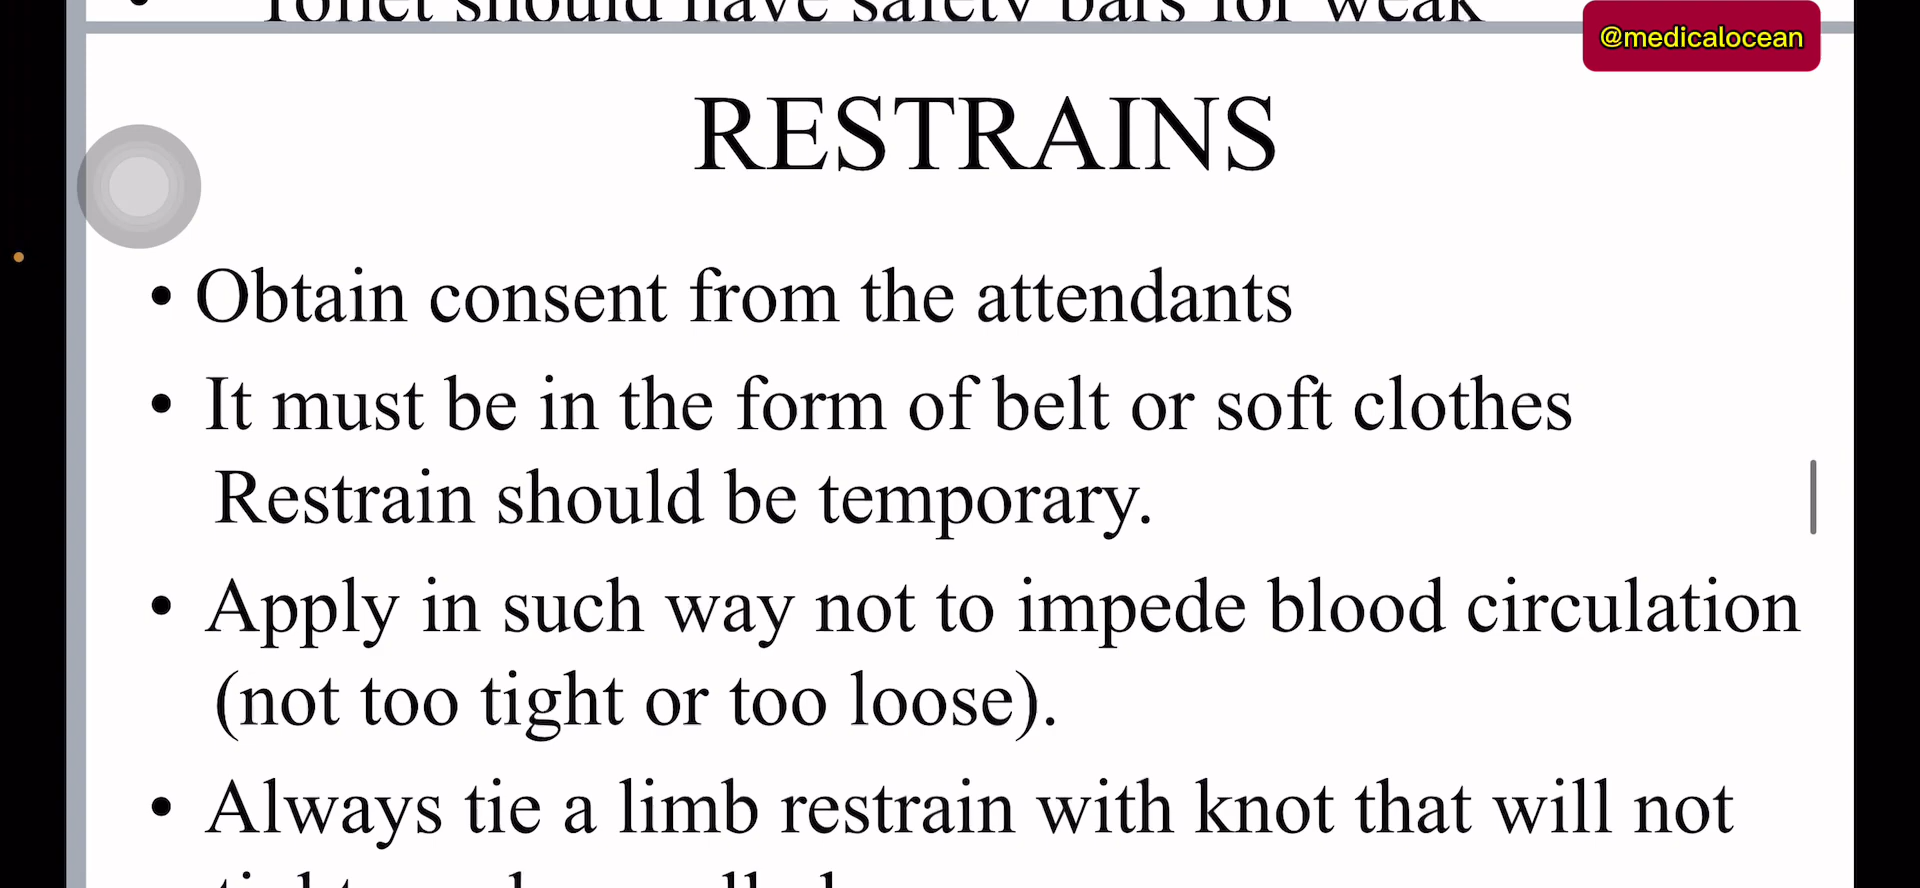 • Toilet should have safety bars for weak
@medicalocean
RESTRAINS
• Obtain consent from the attendants
• It must be in the form of belt or soft clothes
Restrain should be temporary.
• Apply in such way not to impede blood circulation
(not too tight or too loose).
• Always tie a limb restrain with knot that will not